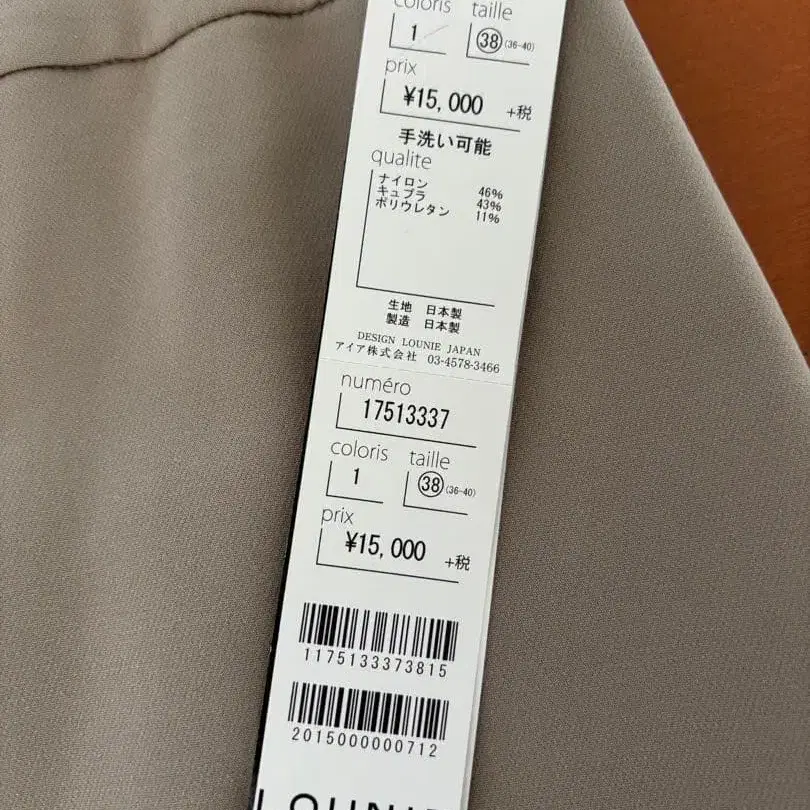 coloris taille
1 38 (36-40)
prix
¥15,000 +税
手洗い可能
qualite
ナイロン 46%
キュプラ 43%
ポリウレタン 11%
生地 日本製
製造 日本製
DESIGN LOUNIE JAPAN
アイア株式会社 03-4578-3466
numéro
17513337
coloris taille
1 38 (36-40)
prix
¥15,000 +税
1175133373815
2015000000712
LOUNIE